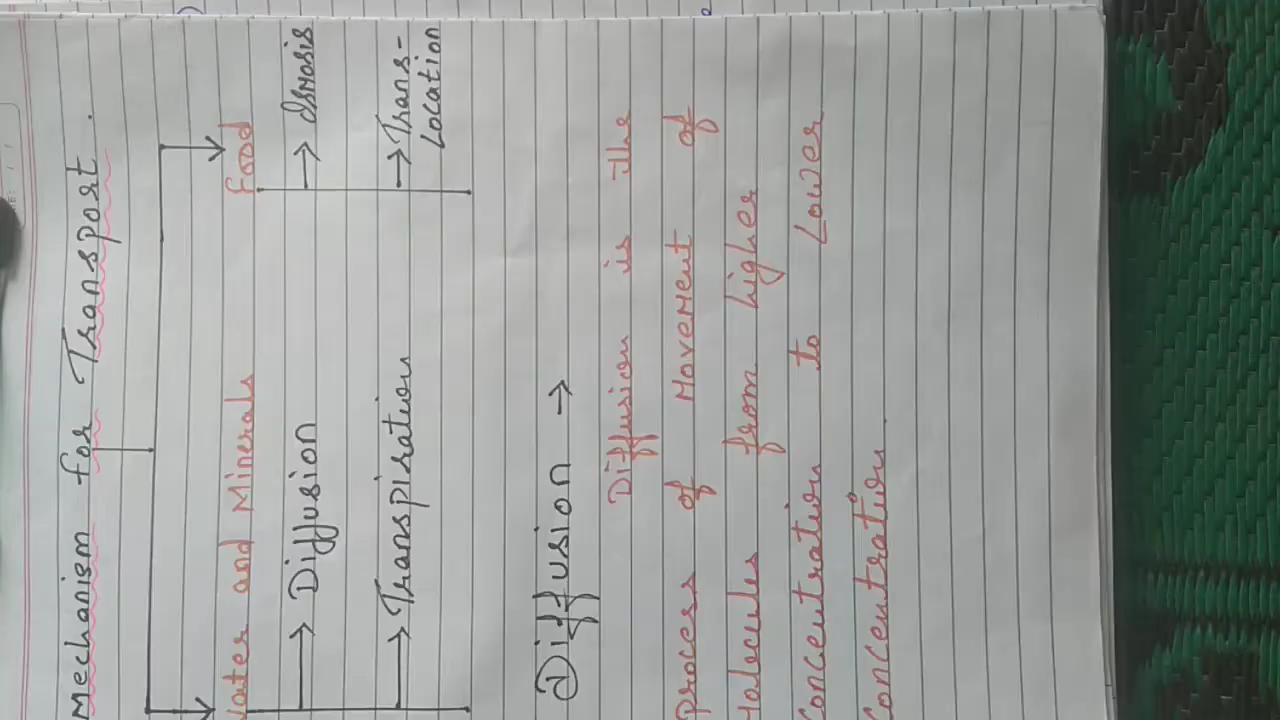 Mechanism for Transport.
Water and Minerals Food
→ Diffusion → Osmosis
→ Transpiration → Trans-
Location
Diffusion →
Diffusion is the
process of Movement of
Molecules from higher
Concentration to Lower
Concentration.